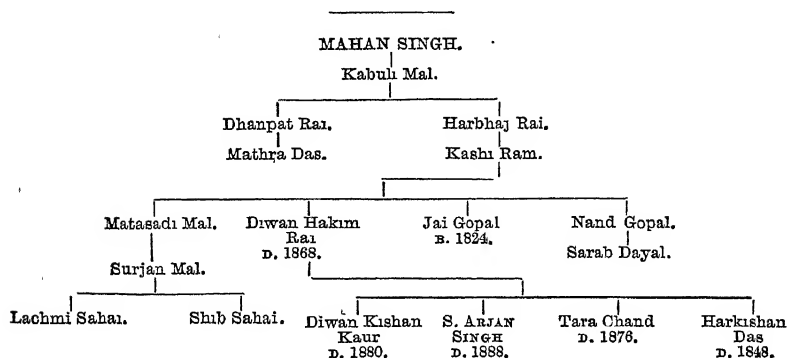 MAHAN SINGH.
Kabuli Mal.
Dhanpat Rai. Harbhaj Rai.
Mathra Das. Kashi Ram.
Matasadi Mal. Diwan Hakim Jai Gopal Nand Gopal.
Rai B. 1824. Sarab Dayal.
D. 1868.
Surjan Mal.
Lachmi Sahai. Shib Sahai. Diwan Kishan S. ARJAN Tara Chand Harkishan
Kaur SINGH D. 1876. Das
D. 1880. D. 1888. D. 1848.